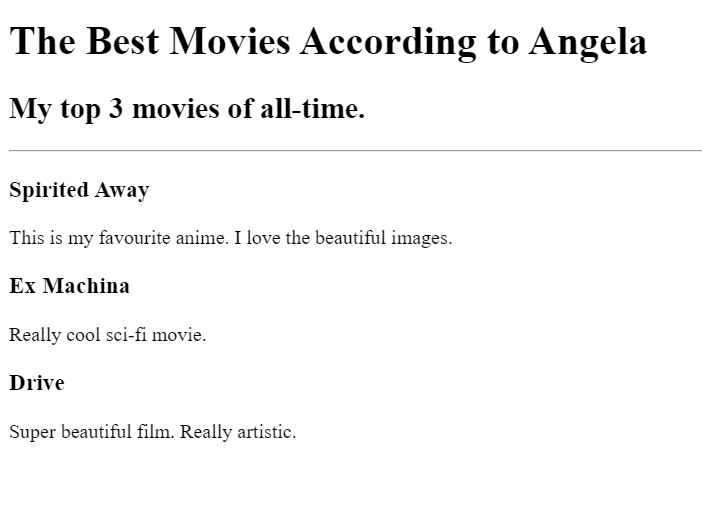 The Best Movies According to Angela
My top 3 movies of all-time.
Spirited Away
This is my favourite anime. I love the beautiful images.
Ex Machina
Really cool sci-fi movie.
Drive
Super beautiful film. Really artistic.